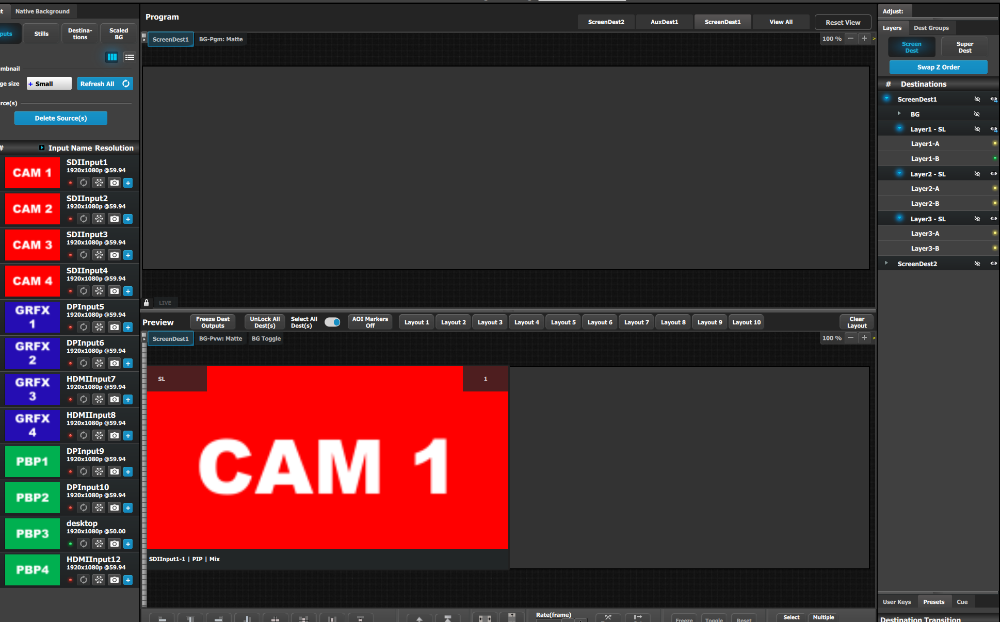 Native Background
Stills
Destina-
tions
Scaled
BG
Small
Refresh All
Delete Source(s)
#
Input Name Resolution
CAM 1
SDIInput1
1920x1080p @59.94
CAM 2
SDIInput2
1920x1080p @59.94
CAM 3
SDIInput3
1920x1080p @59.94
CAM 4
SDIInput4
1920x1080p @59.94
GRFX
1
DPInput5
1920x1080p @59.94
GRFX
2
DPInput6
1920x1080p @59.94
GRFX
3
HDMIInput7
1920x1080p @59.94
GRFX
4
HDMIInput8
1920x1080p @59.94
PBP1
DPInput9
1920x1080p @59.94
PBP2
DPInput10
1920x1080p @59.94
PBP3
desktop
1920x1080p @50.00
PBP4
HDMIInput12
1920x1080p @59.94
Program
ScreenDest2
AuxDest1
ScreenDest1
View All
Reset View
ScreenDest1
BG-Pgm: Matte
100 %
LIVE
Preview
Freeze Dest
Outputs
UnLock All
Dest(s)
Select All
Dest(s)
AOI Markers
Off
Layout 1
Layout 2
Layout 3
Layout 4
Layout 5
Layout 6
Layout 7
Layout 8
Layout 9
Layout 10
Clear
Layout
ScreenDest1
BG-Pvw: Matte
BG Toggle
100 %
SL
1
CAM 1
SDIInput1-1 | PIP | Mix
Rate(frame)
Freeze
Toggle
Reset
Select
Multiple
Adjust:
Layers
Dest Groups
Screen
Dest
Super
Dest
Swap Z Order
# Destinations
ScreenDest1
BG
Layer1 - SL
Layer1-A
Layer1-B
Layer2 - SL
Layer2-A
Layer2-B
Layer3 - SL
Layer3-A
Layer3-B
ScreenDest2
User Keys
Presets
Cue
Destination Transition